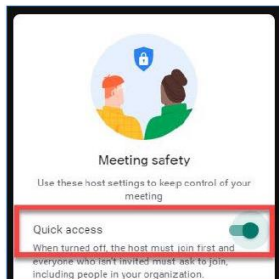 Meeting safety
Use these host settings to keep control of your
meeting
Quick access
When turned off, the host must join first and
everyone who isn't invited must ask to join,
including people in your organization.